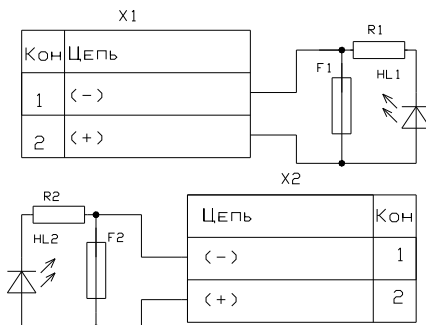 X1
Кон Цепь
1 (-)
2 (+)
R1
F1
HL1
X2
Цепь Кон
(-) 1
(+) 2
R2
HL2
F2